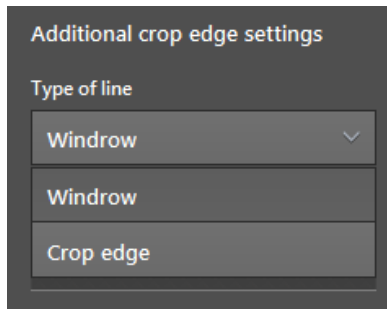 Additional crop edge settings
Type of line
Windrow
Windrow
Crop edge